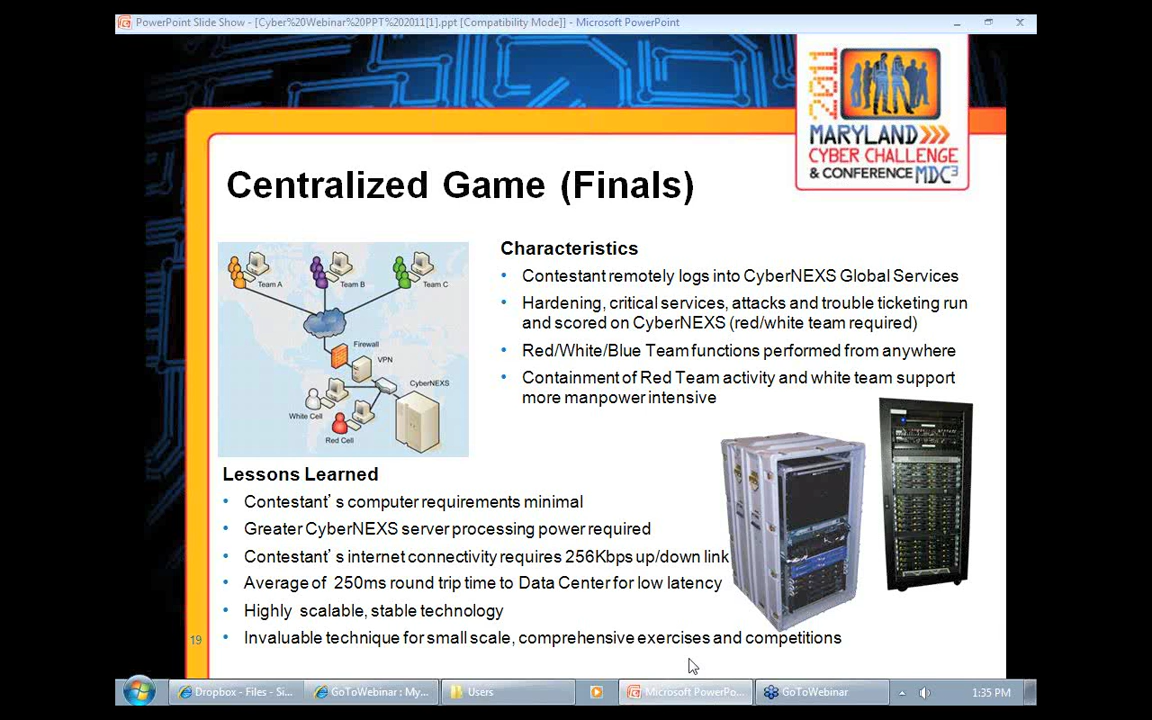 PowerPoint Slide Show - [Cyber%20Webinar%20PPT%202011[1].ppt [Compatibility Mode]] - Microsoft PowerPoint
2011
MARYLAND
CYBER CHALLENGE
& CONFERENCE MDC3
Centralized Game (Finals)
Team A
Team B
Team C
Firewall
VPN
CyberNEXS
White Cell
Red Cell
Characteristics
• Contestant remotely logs into CyberNEXS Global Services
• Hardening, critical services, attacks and trouble ticketing run
and scored on CyberNEXS (red/white team required)
• Red/White/Blue Team functions performed from anywhere
• Containment of Red Team activity and white team support
more manpower intensive
Lessons Learned
• Contestant's computer requirements minimal
• Greater CyberNEXS server processing power required
• Contestant's internet connectivity requires 256Kbps up/down link
• Average of 250ms round trip time to Data Center for low latency
• Highly scalable, stable technology
• Invaluable technique for small scale, comprehensive exercises and competitions
19
Dropbox - Files - Si...
GoToWebinar : My...
Users
Microsoft PowerPo...
GoToWebinar
1:35 PM